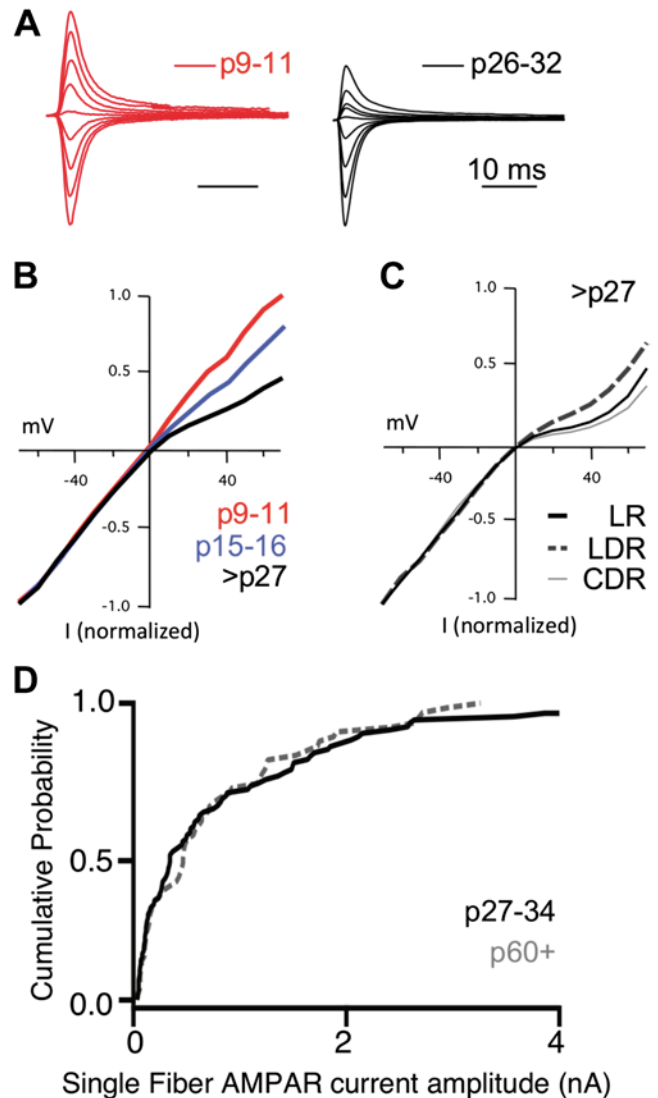 A
p9-11
p26-32
10 ms
B
1.0
0.5
mV
-40
40
-0.5
-1.0
p9-11
p15-16
>p27
I (normalized)
C
>p27
1.0
0.5
mV
-40
40
-0.5
-1.0
LR
LDR
CDR
I (normalized)
D
Cumulative Probability
1.0
0.5
0.0
p27-34
p60+
0
2
4
Single Fiber AMPAR current amplitude (nA)